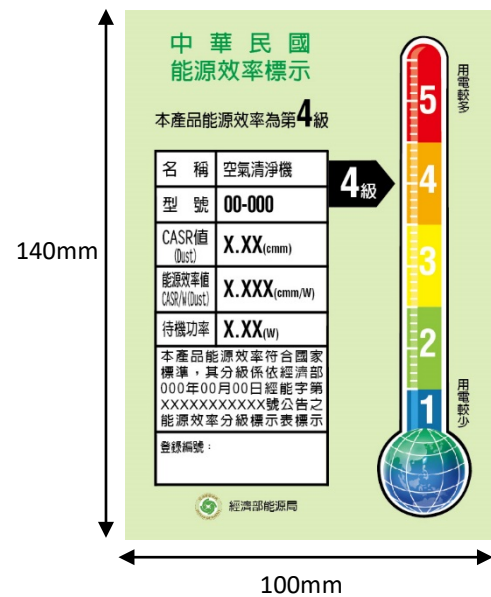 中華民國
能源效率標示
本產品能源效率為第4級
名稱 空氣清淨機
型號 00-000
CASR值(Dust) X.XX(cmm)
能源效率值CASR/W(Dust) X.XXX(cmm/W)
待機功率 X.XX(W)
本產品能源效率符合國家
標準，其分級係依經濟部
000年00月00日經能字第
XXXXXXXXXXX號公告之
能源效率分級標示表標示
登錄編號：
經濟部能源局
4級
用電較多
5
4
3
2
1
用電較少
140mm
100mm